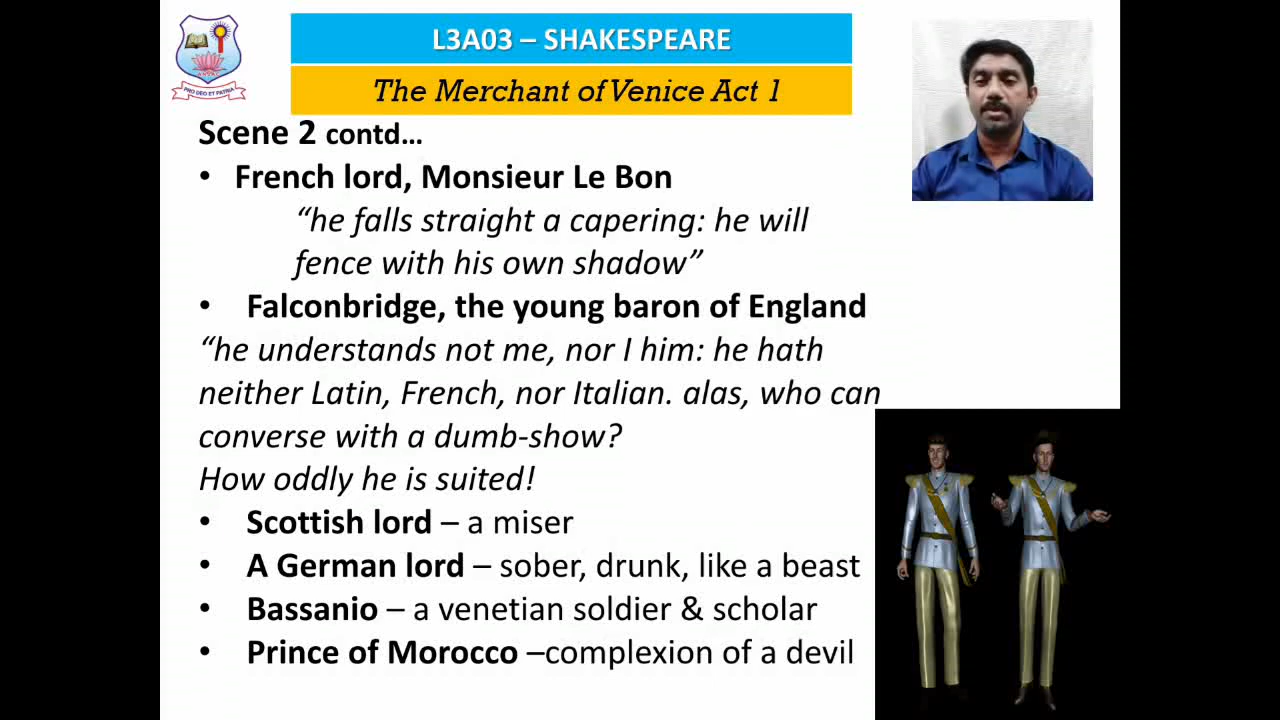 L3A03 – SHAKESPEARE
The Merchant of Venice Act 1
PRO DEO ET PATRIA
Scene 2 contd…
• French lord, Monsieur Le Bon
“he falls straight a capering: he will
fence with his own shadow”
• Falconbridge, the young baron of England
“he understands not me, nor I him: he hath
neither Latin, French, nor Italian. alas, who can
converse with a dumb-show?
How oddly he is suited!
• Scottish lord – a miser
• A German lord – sober, drunk, like a beast
• Bassanio – a venetian soldier & scholar
• Prince of Morocco –complexion of a devil